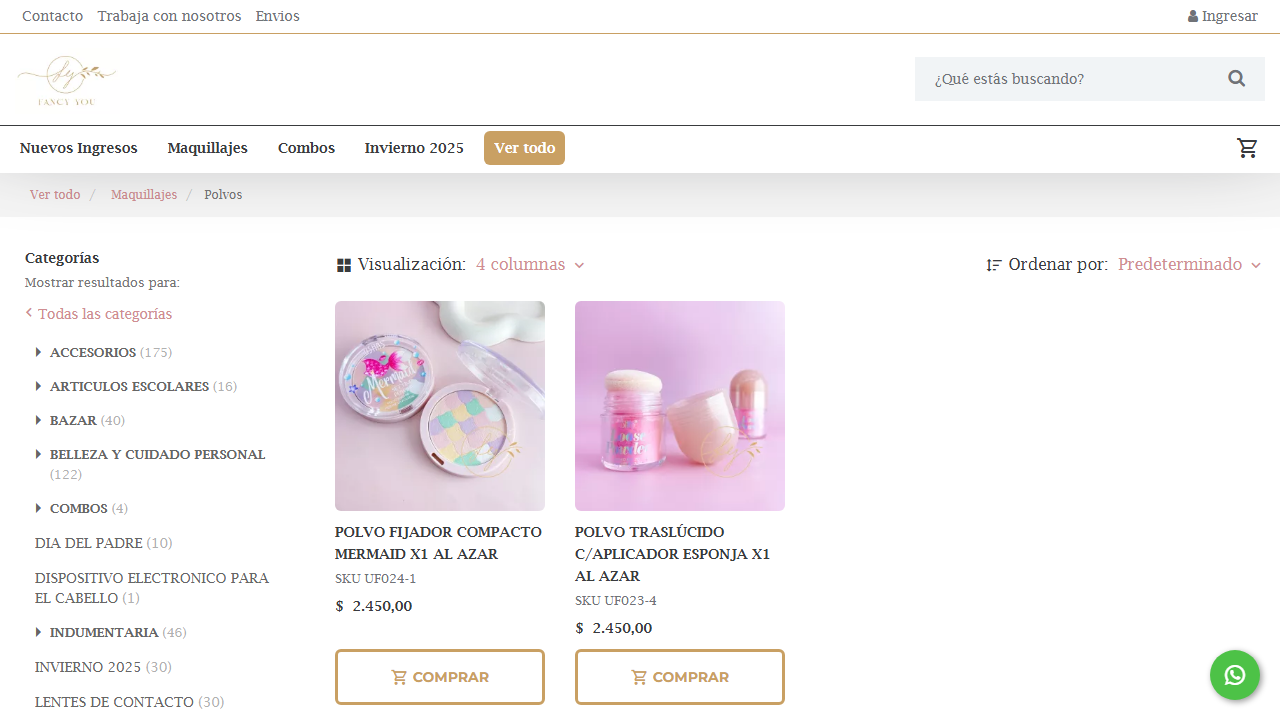 Contacto Trabaja con nosotros Envios Ingresar
fy
FANCY YOU
¿Qué estás buscando?
Nuevos Ingresos Maquillajes Combos Invierno 2025 Ver todo
Ver todo / Maquillajes / Polvos
Categorías
Mostrar resultados para:
Todas las categorías
ACCESORIOS (175)
ARTICULOS ESCOLARES (16)
BAZAR (40)
BELLEZA Y CUIDADO PERSONAL
(122)
COMBOS (4)
DIA DEL PADRE (10)
DISPOSITIVO ELECTRONICO PARA
EL CABELLO (1)
INDUMENTARIA (46)
INVIERNO 2025 (30)
LENTES DE CONTACTO (30)
Visualización: 4 columnas
Ordenar por: Predeterminado
Mermaid
POLVO FIJADOR COMPACTO
MERMAID X1 AL AZAR
SKU UF024-1
$ 2.450,00
COMPRAR
Loose
Powder
POLVO TRASLÚCIDO
C/APLICADOR ESPONJA X1
AL AZAR
SKU UF023-4
$ 2.450,00
COMPRAR